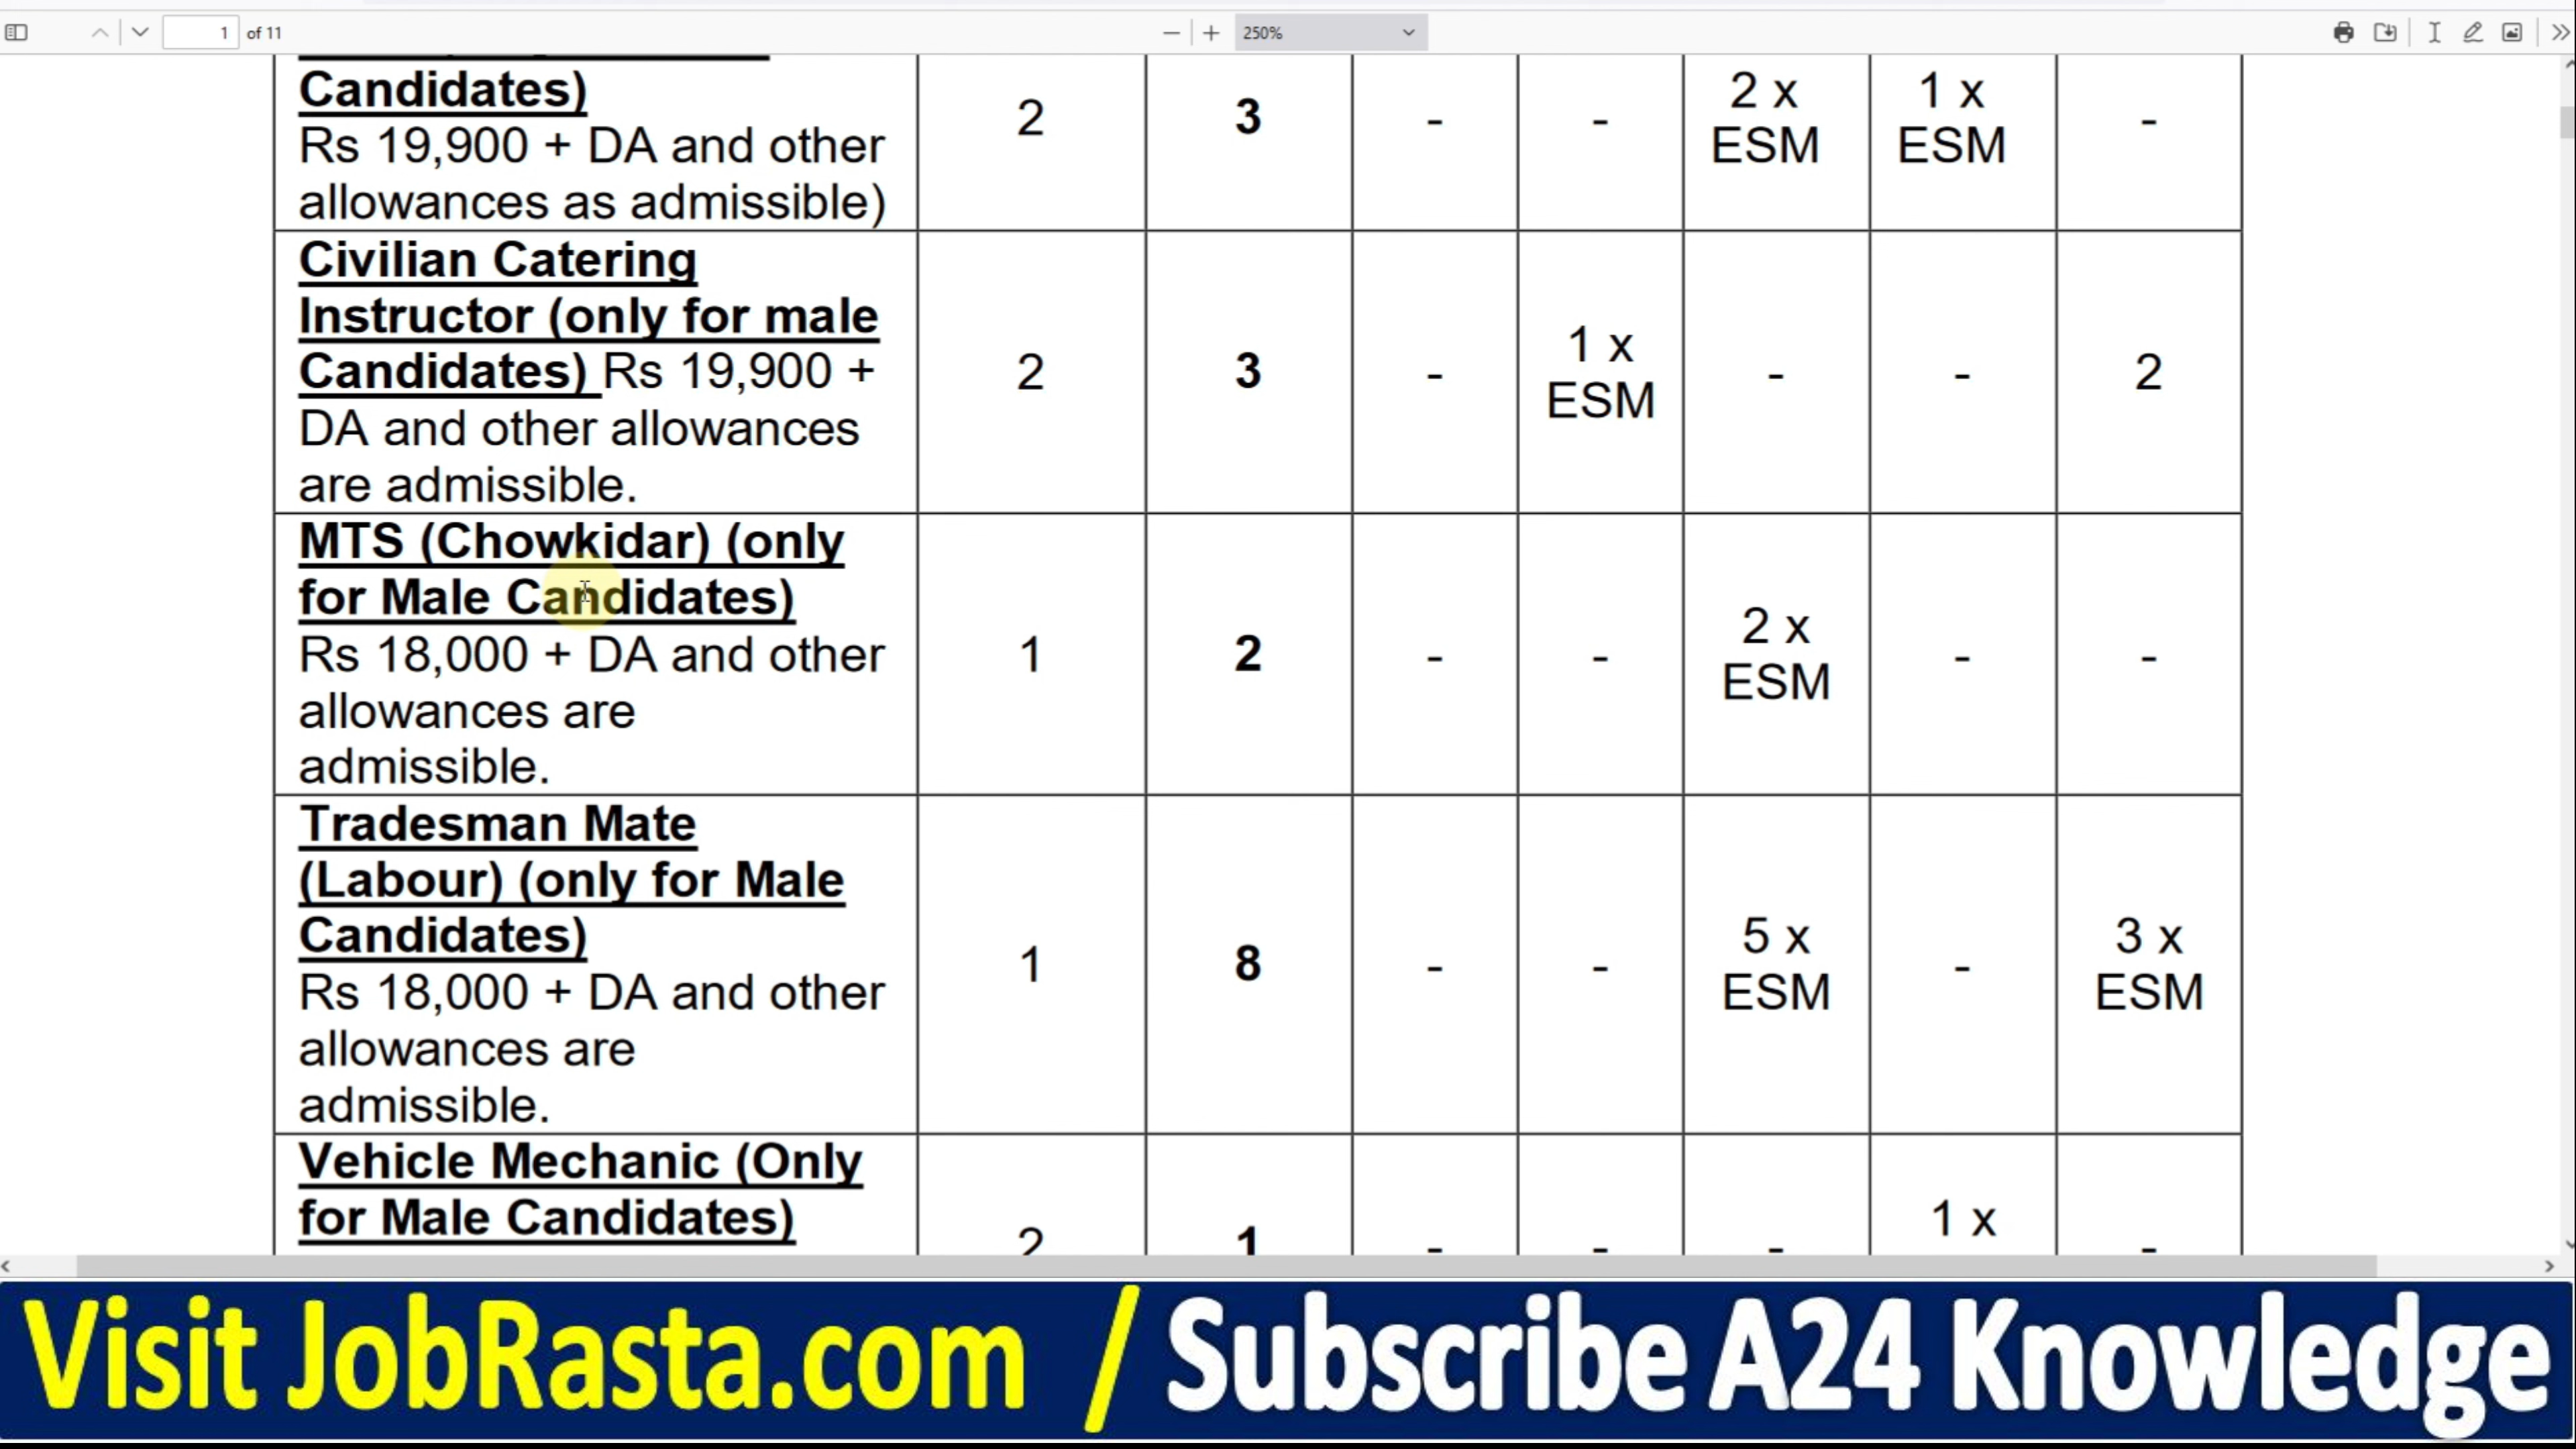 1 of 11
250%
Candidates)
Rs 19,900 + DA and other
allowances as admissible)
2
3
-
-
2 x
ESM
1 x
ESM
-
Civilian Catering
Instructor (only for male
Candidates) Rs 19,900 +
DA and other allowances
are admissible.
2
3
-
1 x
ESM
-
-
2
MTS (Chowkidar) (only
for Male Candidates)
Rs 18,000 + DA and other
allowances are
admissible.
1
2
-
-
2 x
ESM
-
-
Tradesman Mate
(Labour) (only for Male
Candidates)
Rs 18,000 + DA and other
allowances are
admissible.
1
8
-
-
5 x
ESM
-
3 x
ESM
Vehicle Mechanic (Only
for Male Candidates)
2
1
-
-
-
1 x
-
Visit JobRasta.com / Subscribe A24 Knowledge